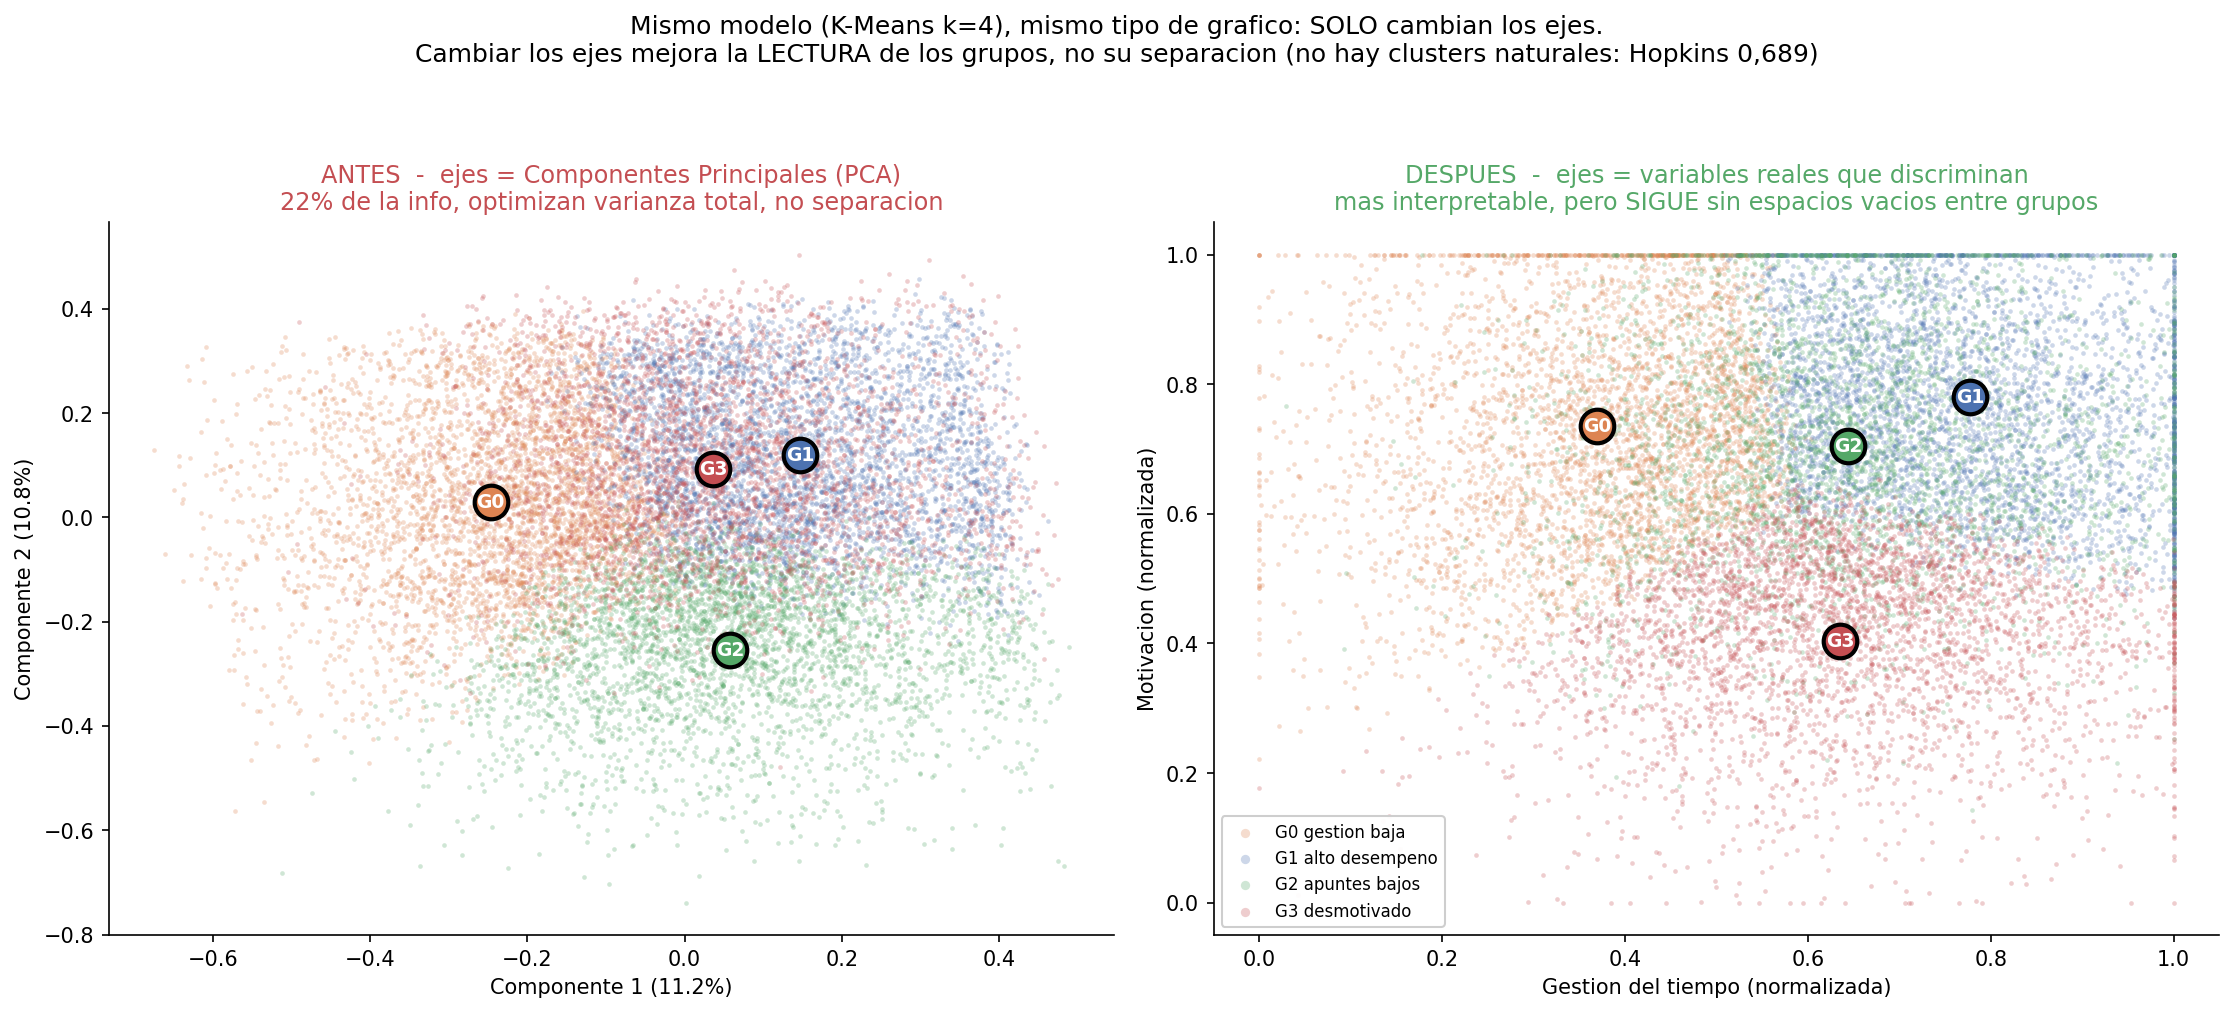 Mismo modelo (K-Means k=4), mismo tipo de grafico: SOLO cambian los ejes.
Cambiar los ejes mejora la LECTURA de los grupos, no su separacion (no hay clusters naturales: Hopkins 0,689)
ANTES - ejes = Componentes Principales (PCA)
22% de la info, optimizan varianza total, no separacion
Componente 2 (10.8%)
0.4
0.2
0.0
−0.2
−0.4
−0.6
−0.8
G0
G3
G1
G2
−0.6
−0.4
−0.2
0.0
0.2
0.4
Componente 1 (11.2%)
DESPUES - ejes = variables reales que discriminan
mas interpretable, pero SIGUE sin espacios vacios entre grupos
Motivacion (normalizada)
1.0
0.8
0.6
0.4
0.2
0.0
G0
G1
G2
G3
G0 gestion baja
G1 alto desempeno
G2 apuntes bajos
G3 desmotivado
0.0
0.2
0.4
0.6
0.8
1.0
Gestion del tiempo (normalizada)